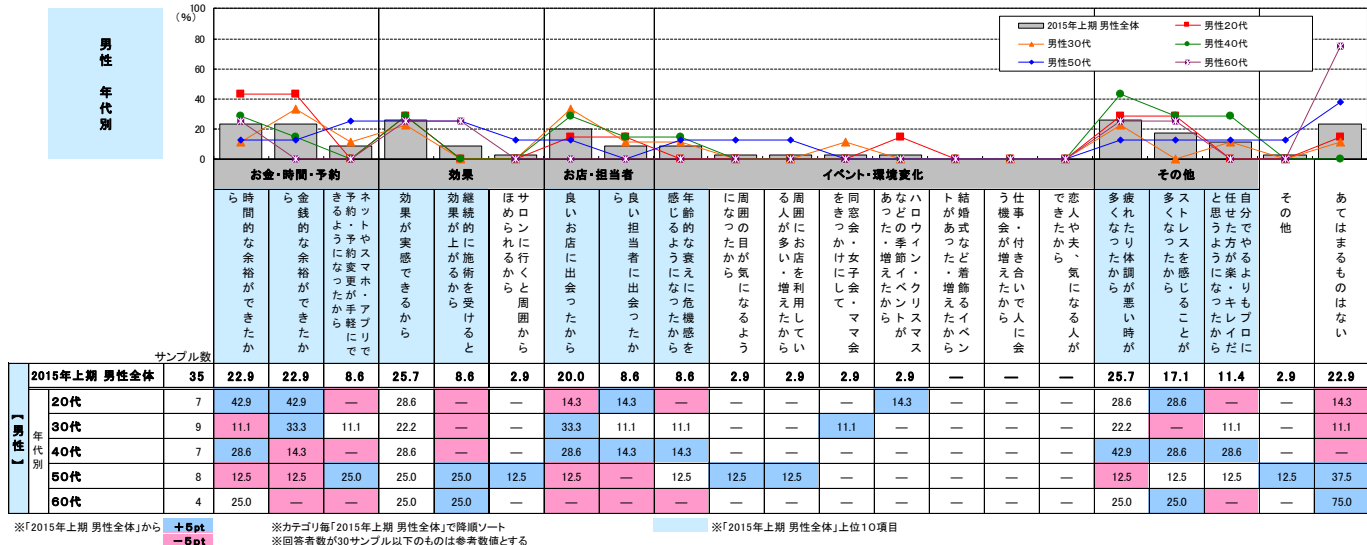 (%)
100
80
60
40
20
0
男性 年代別
2015年上期 男性全体
男性20代
男性30代
男性40代
男性50代
男性60代
お金・時間・予約
効果
お店・担当者
イベント・環境変化
その他
時間的な余裕ができたか
ら
金銭的な余裕ができたか
ら
ネットやスマホ・アプリで
予約・予約変更が手軽にで
きるようになったから
効果が実感できるから
継続的に施術を受けると
効果が上がるから
サロンに行くと周囲から
ほめられるから
良いお店に出会ったから
良い担当者に出会ったか
ら
年齢的な衰えに危機感を
感じるようになったから
周囲の目が気になるよう
になったから
周囲にお店を利用してい
る人が多い・増えたから
同窓会・女子会・ママ会
をきっかけにして
ハロウィン・クリスマス
などの季節イベントが
あった・増えたから
結婚式など着飾るイベン
トがあった・増えたから
仕事・付き合いで人に会
う機会が増えたから
恋人や夫、気になる人が
できたから
疲れたり体調が悪い時が
多くなったから
ストレスを感じることが
多くなったから
自分でやるよりもプロに
任せた方が楽・キレイだ
と思うようになったから
その他
あてはまるものはない
サンプル数
2015年上期 男性全体 35 22.9 22.9 8.6 25.7 8.6 2.9 20.0 8.6 8.6 2.9 2.9 2.9 2.9 — — — 25.7 17.1 11.4 2.9 22.9
【男性】
年代別
20代 7 42.9 42.9 — 28.6 — — 14.3 14.3 — — — — 14.3 — — — 28.6 28.6 — — 14.3
30代 9 11.1 33.3 11.1 22.2 — — 33.3 11.1 11.1 — — 11.1 — — — — 22.2 — 11.1 — 11.1
40代 7 28.6 14.3 — 28.6 — — 28.6 14.3 14.3 — — — — — — — 42.9 28.6 28.6 — —
50代 8 12.5 12.5 25.0 25.0 25.0 12.5 12.5 — 12.5 12.5 12.5 — — — — — 12.5 12.5 12.5 12.5 37.5
60代 4 25.0 — — 25.0 25.0 — — — — — — — — — — — 25.0 25.0 — — 75.0
※「2015年上期 男性全体」から +5pt
−5pt
※カテゴリ毎「2015年上期 男性全体」で降順ソート
※回答者数が30サンプル以下のものは参考数値とする
※「2015年上期 男性全体」上位10項目